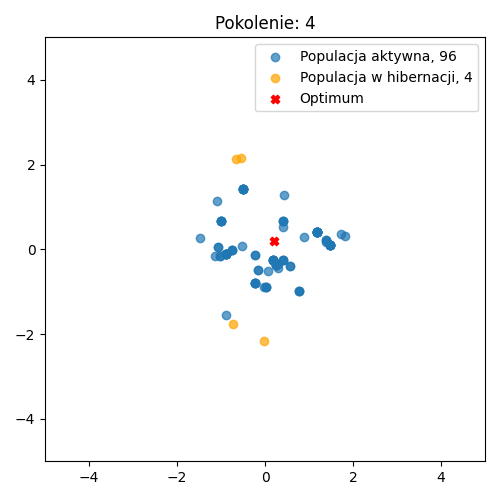 Pokolenie: 4
Populacja aktywna, 96
Populacja w hibernacji, 4
Optimum
4
2
0
−2
−4
−4
−2
0
2
4